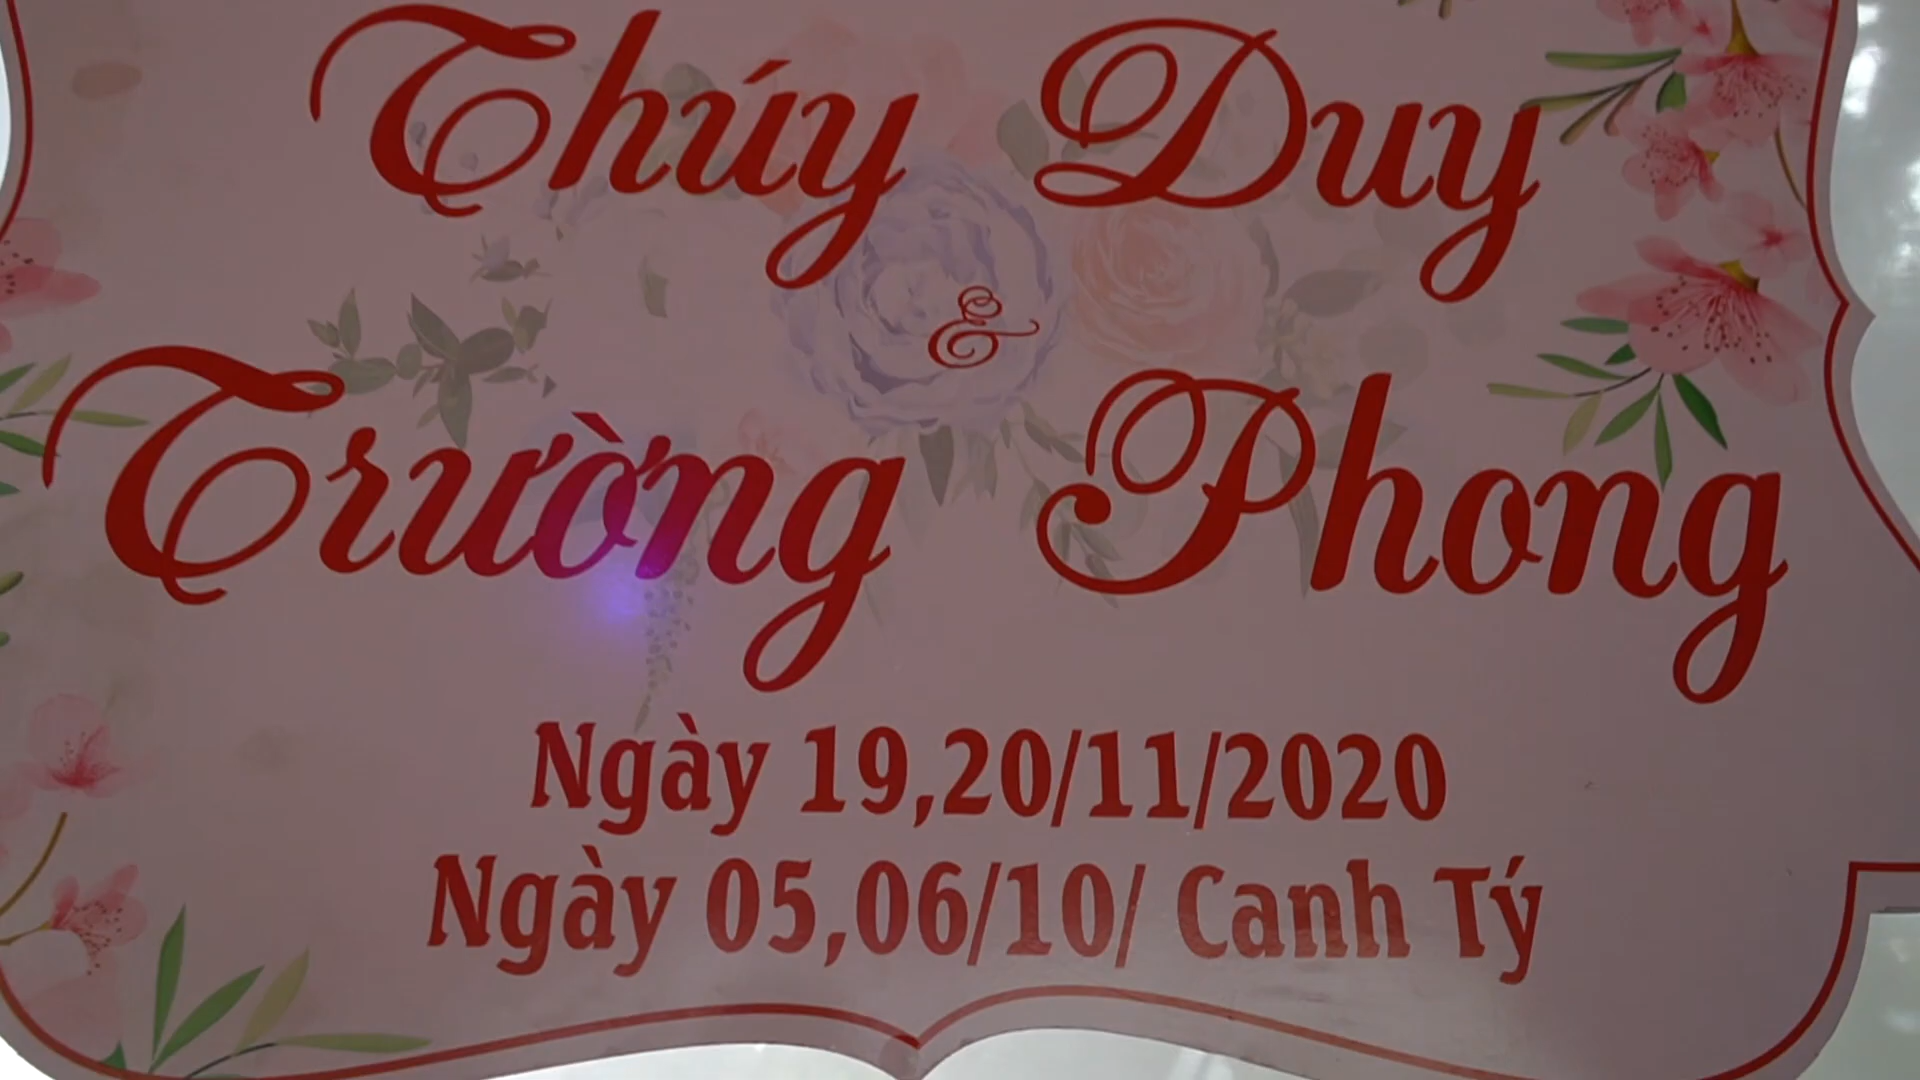 Thúy Duy
&
Trường Phong
Ngày 19,20/11/2020
Ngày 05,06/10/ Canh Tý